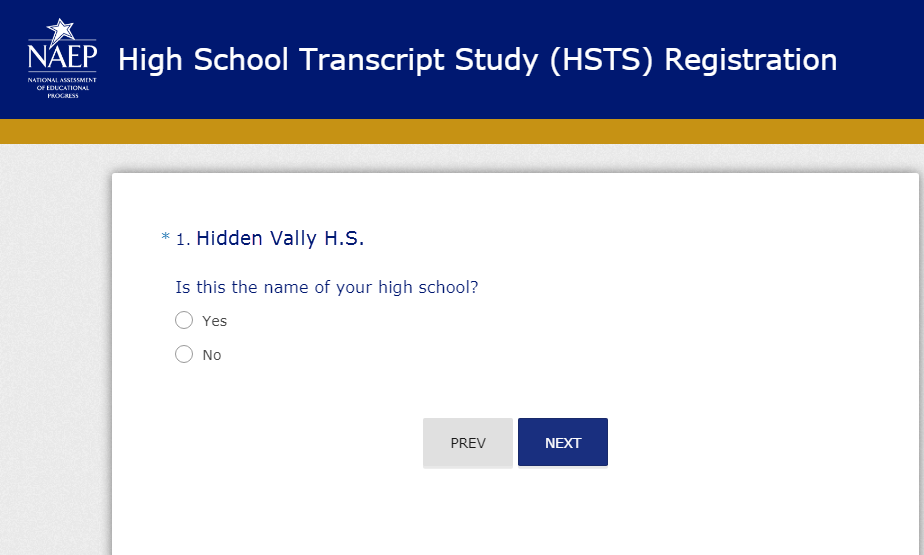 NAEP
NATIONAL ASSESSMENT
OF EDUCATIONAL
PROGRESS
High School Transcript Study (HSTS) Registration
* 1. Hidden Vally H.S.
Is this the name of your high school?
Yes
No
PREV NEXT